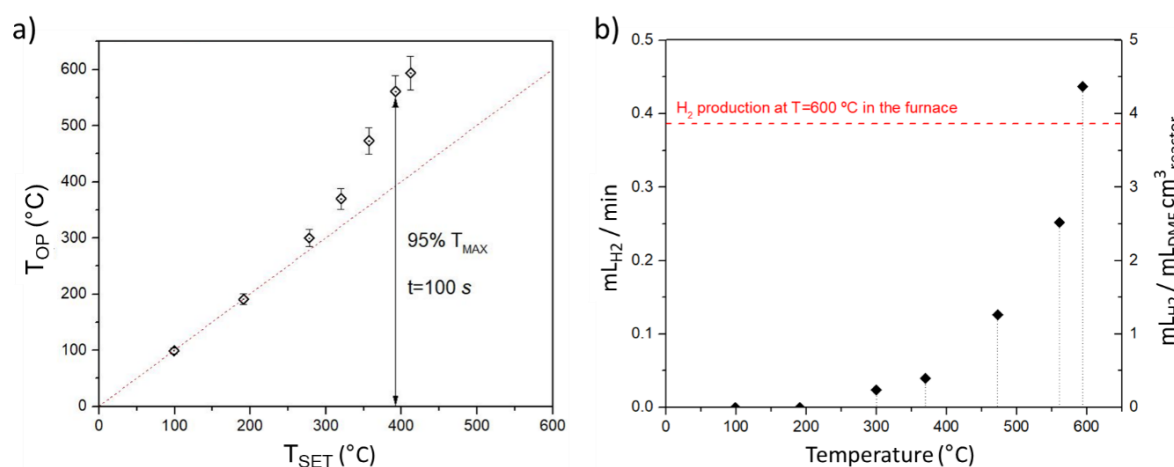 a)
600
500
400
300
200
100
0
0 100 200 300 400 500 600
T_OP (°C)
T_SET (°C)
95% T_MAX
t=100 s
b)
0.5
0.4
0.3
0.2
0.1
0.0
5
4
3
2
1
0
0 100 200 300 400 500 600
H₂ production at T=600 ºC in the furnace
mL_H2 / min
mL_H2 / mL_DME cm³_reactor
Temperature (°C)